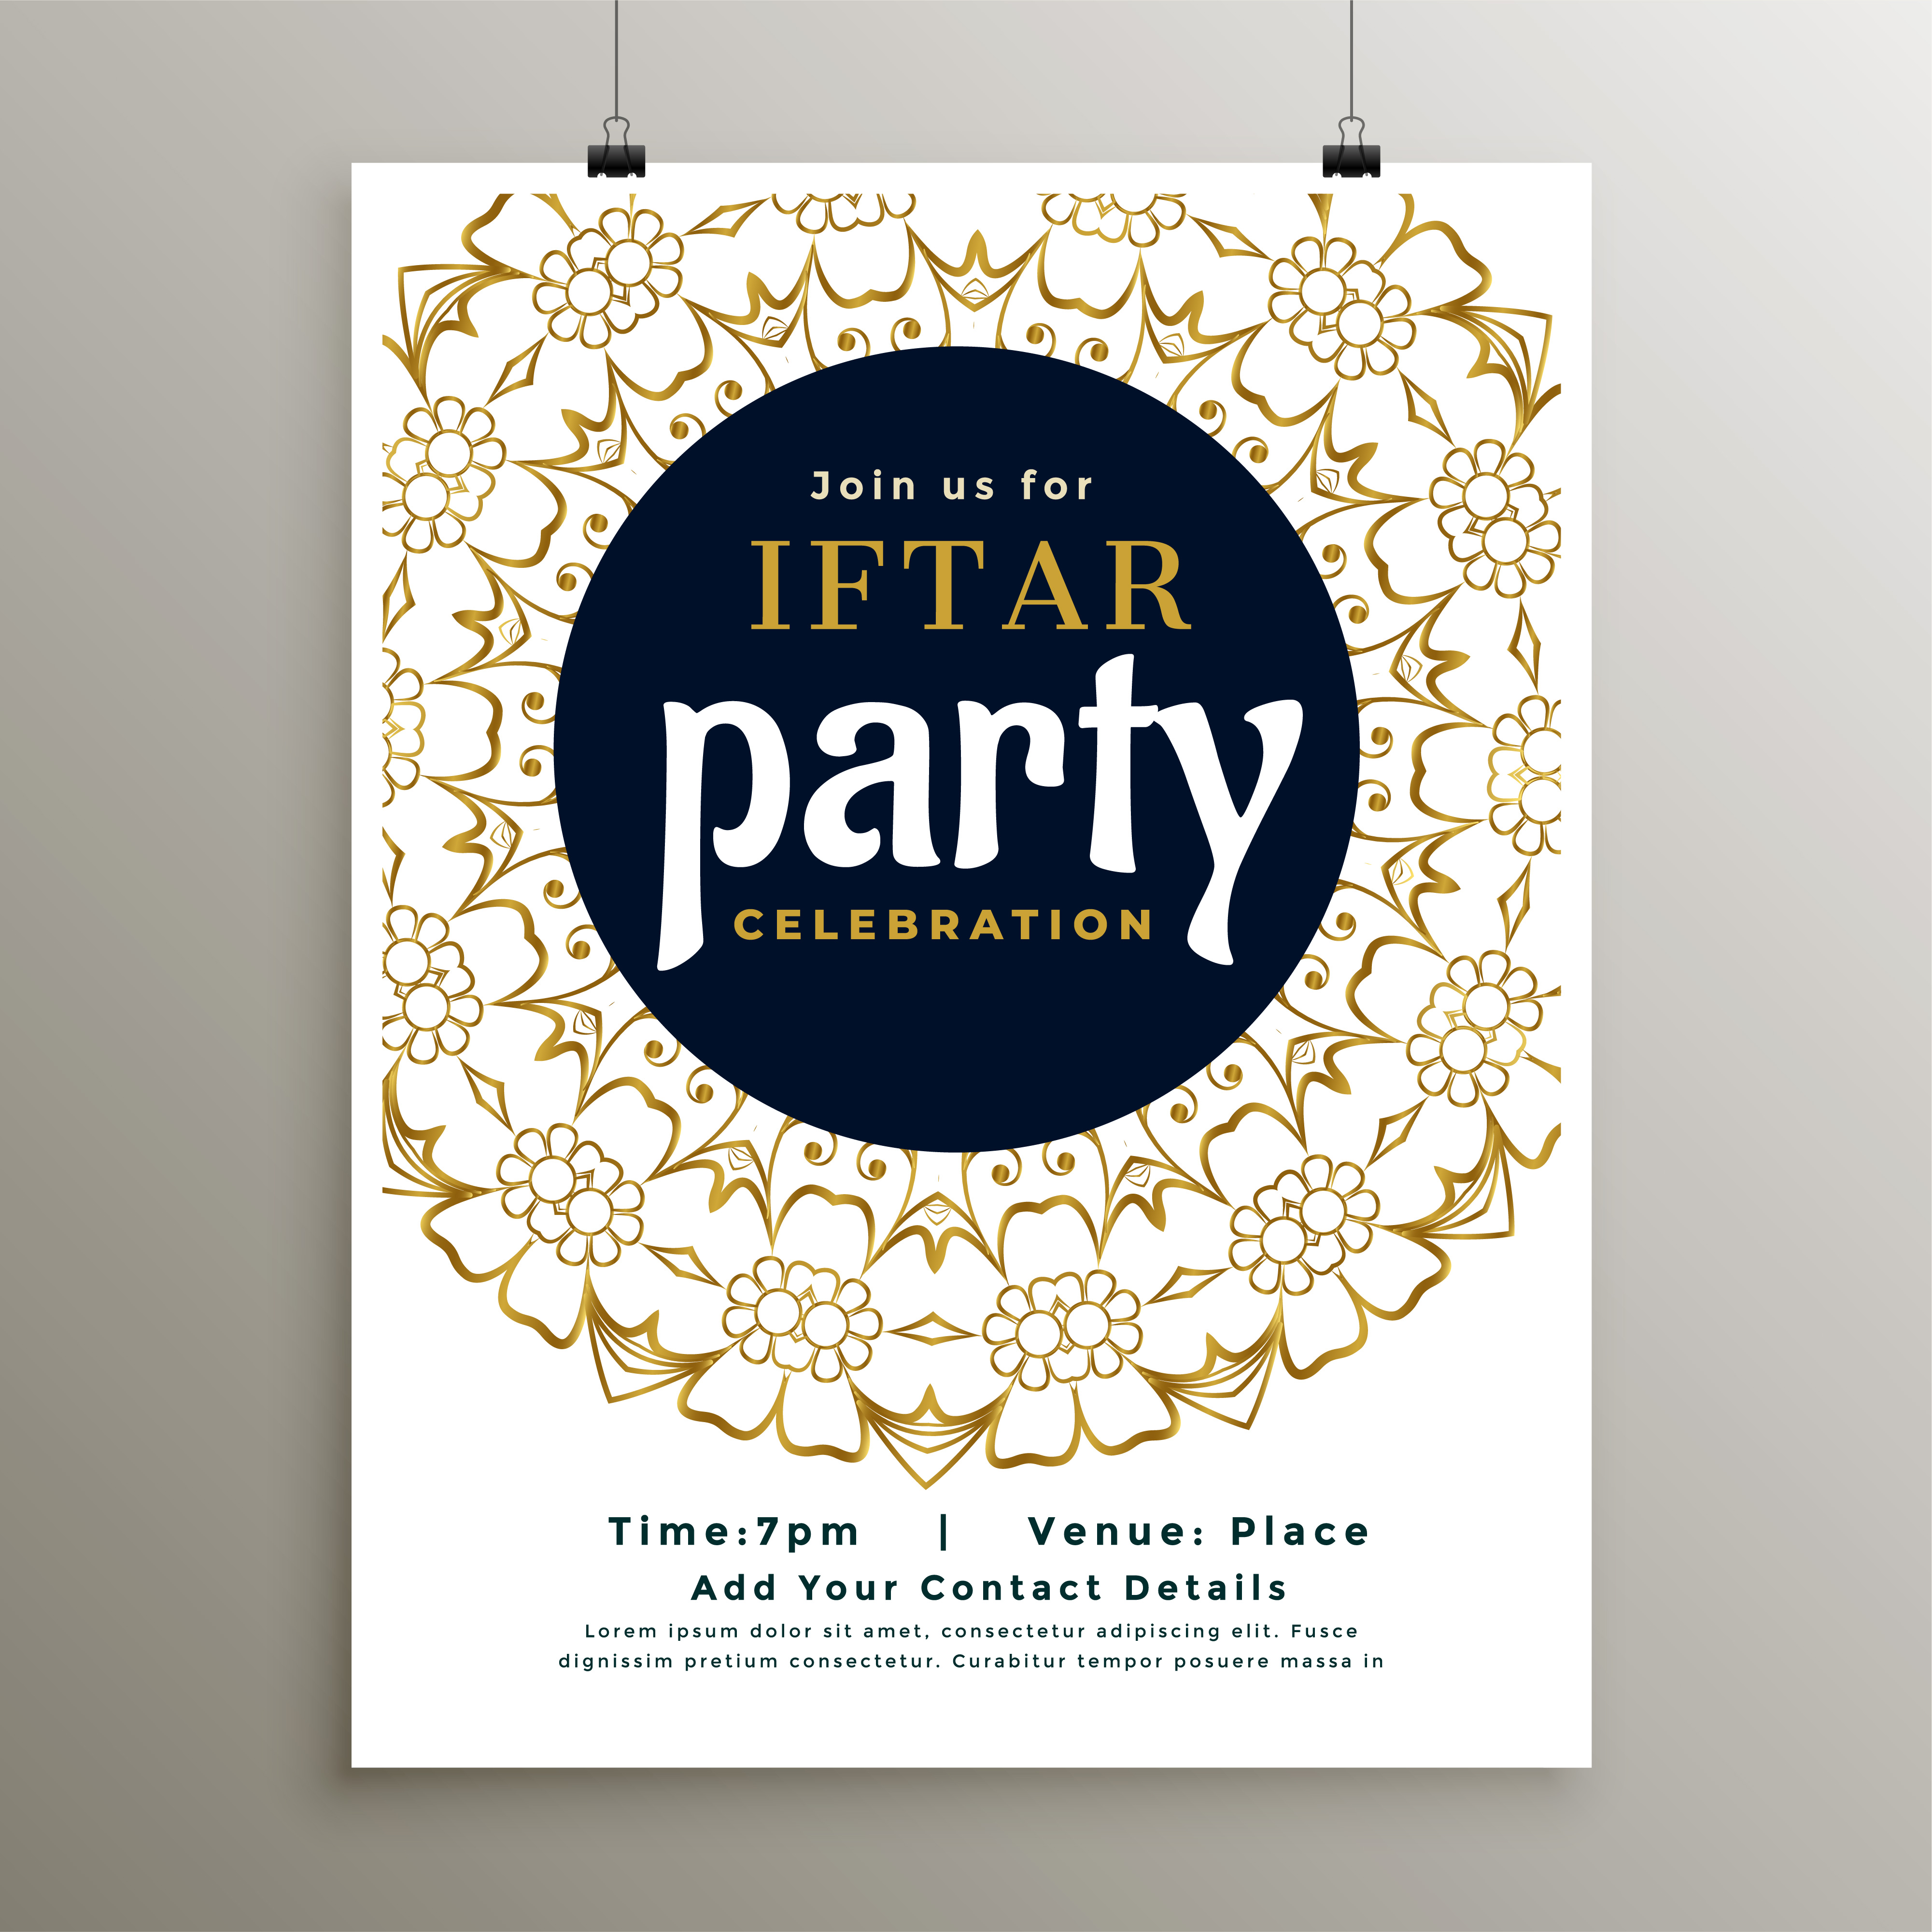 Join us for
IFTAR
party
CELEBRATION
Time:7pm | Venue: Place
Add Your Contact Details
Lorem ipsum dolor sit amet, consectetur adipiscing elit. Fusce
dignissim pretium consectetur. Curabitur tempor posuere massa in